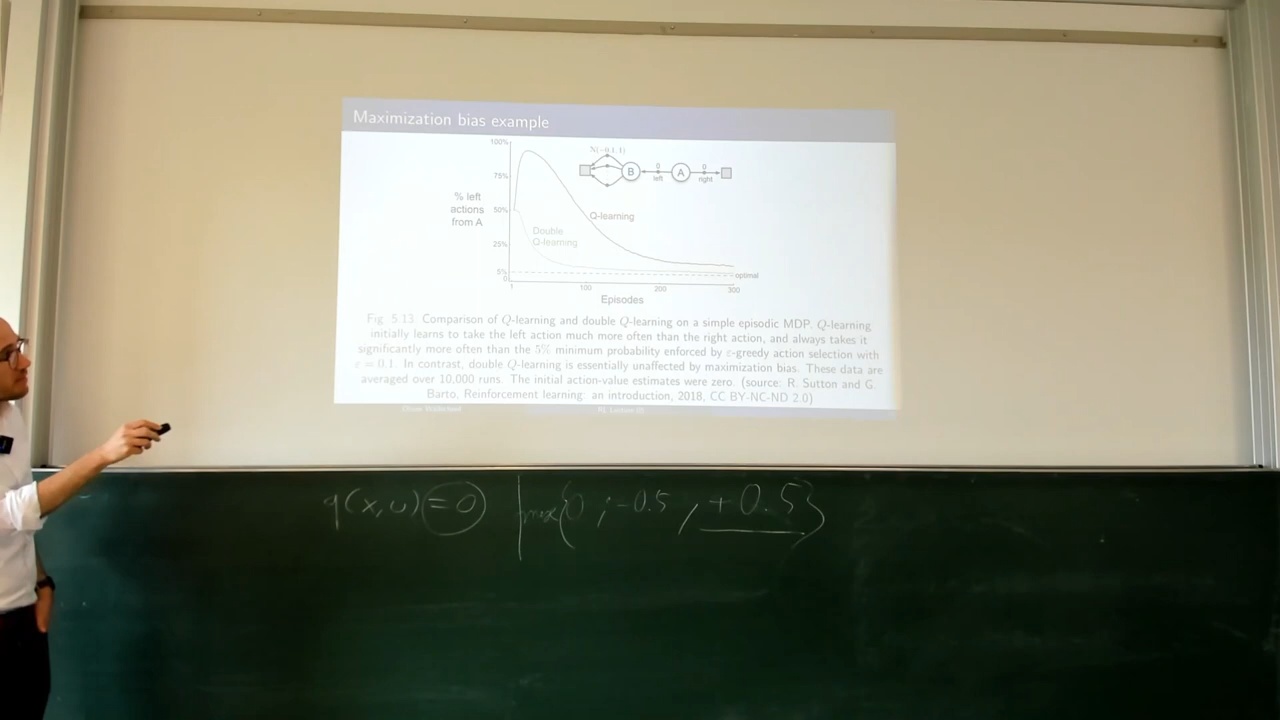 Maximization bias example
100%
N(−0.1, 1)
75%
B
0
left
A
0
right
% left
actions
from A
50%
Q-learning
Double
Q-learning
25%
5%
0
optimal
1
100
200
300
Episodes
Fig. 5.13: Comparison of Q-learning and double Q-learning on a simple episodic MDP. Q-learning
initially learns to take the left action much more often than the right action, and always takes it
significantly more often than the 5% minimum probability enforced by ε-greedy action selection with
ε = 0.1. In contrast, double Q-learning is essentially unaffected by maximization bias. These data are
averaged over 10,000 runs. The initial action-value estimates were zero. (source: R. Sutton and G.
Barto, Reinforcement learning: an introduction, 2018, CC BY-NC-ND 2.0)
RL Lecture
q(x,u) = 0 | max{0 ; -0.5 , +0.5}